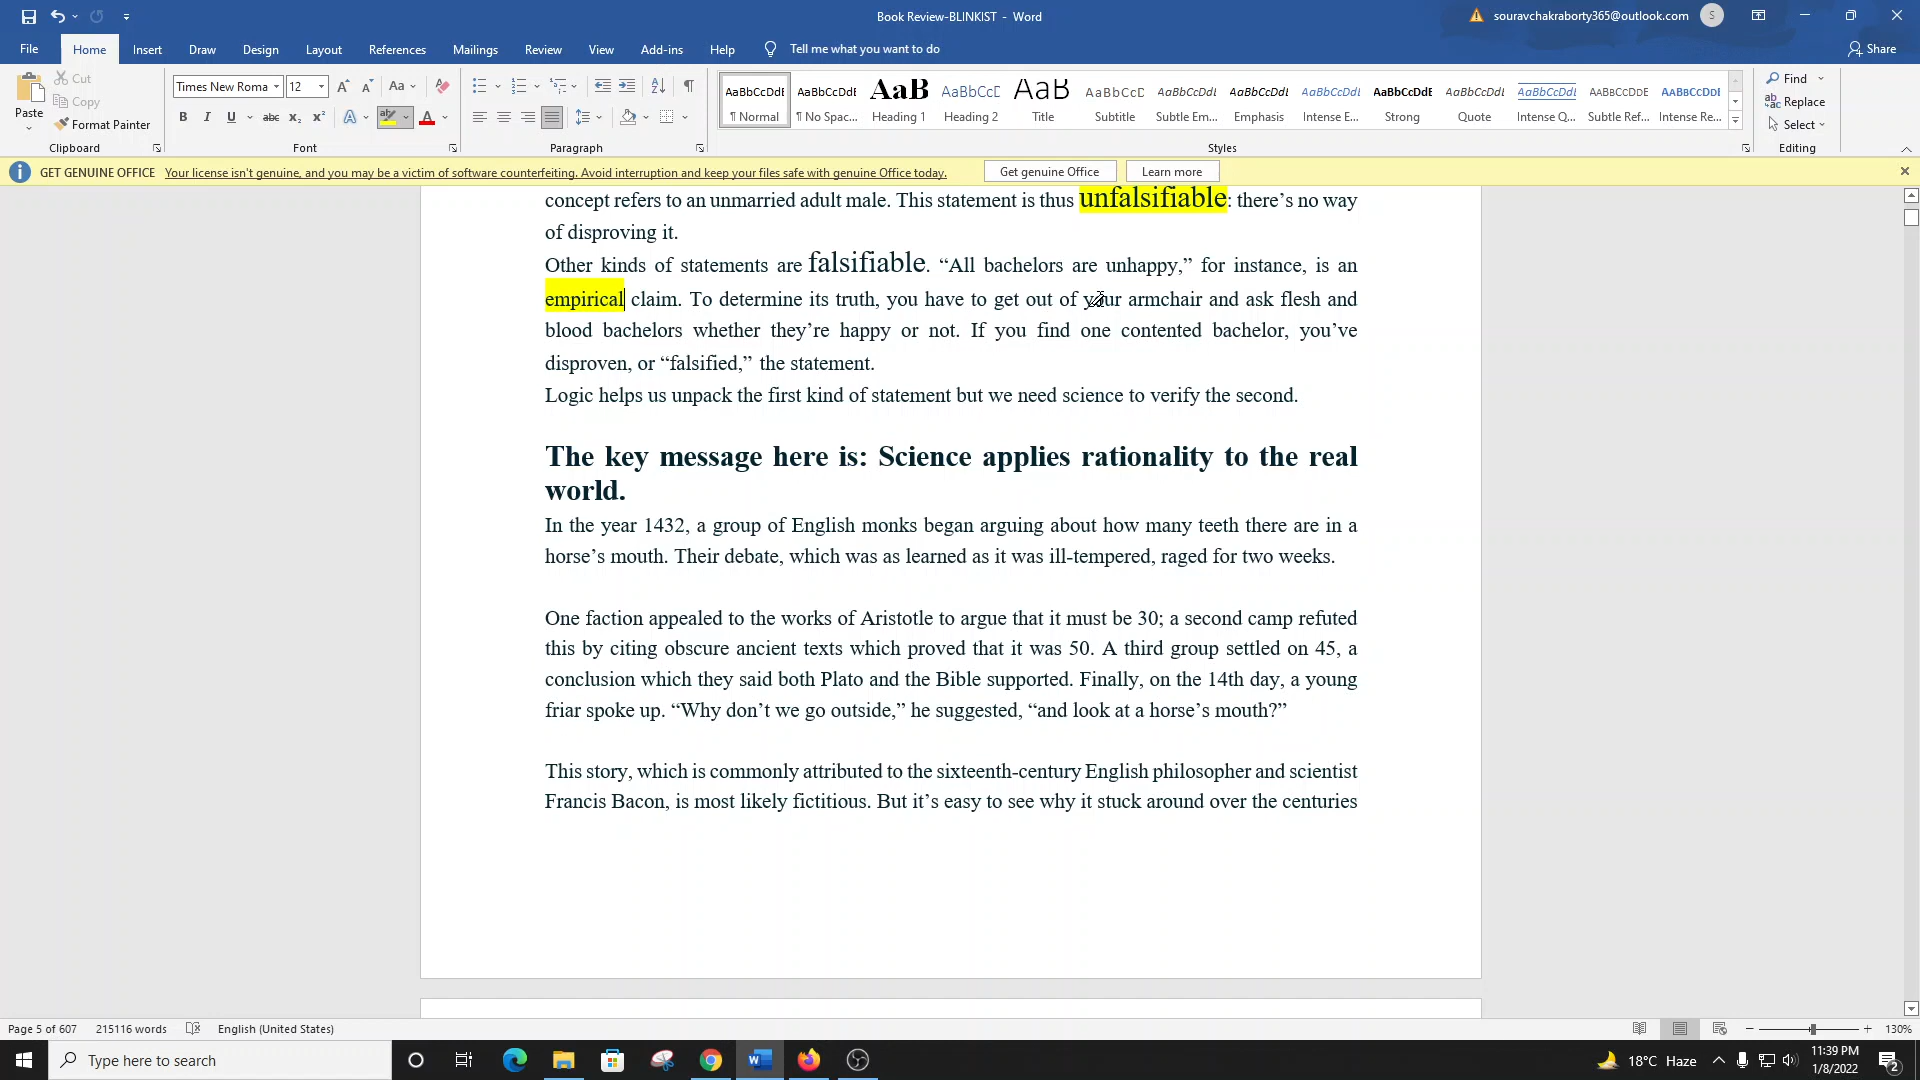 Book Review-BLINKIST - Word
souravchakraborty365@outlook.com
S
File Home Insert Draw Design Layout References Mailings Review View Add-ins Help Tell me what you want to do
Share
Paste
Cut
Copy
Format Painter
Clipboard
Times New Roma 12
Font
Paragraph
AaBbCcDdE AaBbCcDdE AaB AaBbCcD AaB AaBbCcD AaBbCcDdE AaBbCcDdE AaBbCcDdE AaBbCcDdE AaBbCcDdE AaBbCcDdE AABBCCDDE AABBCCDDE
¶ Normal ¶ No Spac... Heading 1 Heading 2 Title Subtitle Subtle Em... Emphasis Intense E... Strong Quote Intense Q... Subtle Ref... Intense Re...
Styles
Find
Replace
Select
Editing
GET GENUINE OFFICE Your license isn't genuine, and you may be a victim of software counterfeiting. Avoid interruption and keep your files safe with genuine Office today. Get genuine Office Learn more
concept refers to an unmarried adult male. This statement is thus unfalsifiable: there’s no way
of disproving it.
Other kinds of statements are falsifiable. “All bachelors are unhappy,” for instance, is an
empirical claim. To determine its truth, you have to get out of your armchair and ask flesh and
blood bachelors whether they’re happy or not. If you find one contented bachelor, you’ve
disproven, or “falsified,” the statement.
Logic helps us unpack the first kind of statement but we need science to verify the second.
The key message here is: Science applies rationality to the real
world.
In the year 1432, a group of English monks began arguing about how many teeth there are in a
horse’s mouth. Their debate, which was as learned as it was ill-tempered, raged for two weeks.
One faction appealed to the works of Aristotle to argue that it must be 30; a second camp refuted
this by citing obscure ancient texts which proved that it was 50. A third group settled on 45, a
conclusion which they said both Plato and the Bible supported. Finally, on the 14th day, a young
friar spoke up. “Why don’t we go outside,” he suggested, “and look at a horse’s mouth?”
This story, which is commonly attributed to the sixteenth-century English philosopher and scientist
Francis Bacon, is most likely fictitious. But it’s easy to see why it stuck around over the centuries
Page 5 of 607 215116 words English (United States)
130%
Type here to search
18°C Haze
11:39 PM
1/8/2022
2